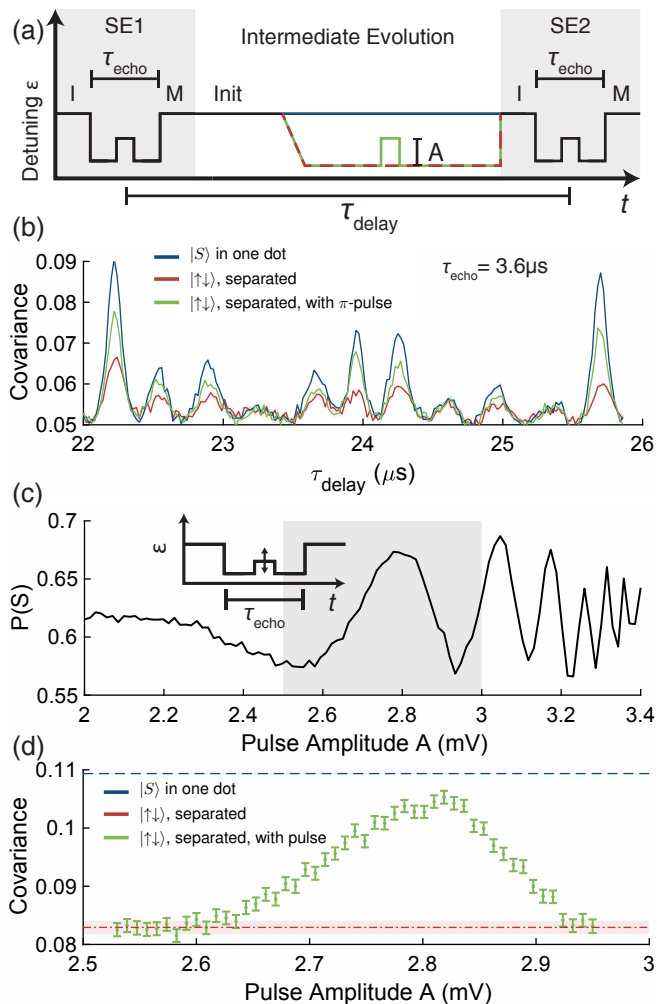 (a)
SE1
Intermediate Evolution
SE2
τecho
τecho
I
M
Init
I
M
A
Detuning ε
τdelay
t
(b)
|S⟩ in one dot
|↑↓⟩, separated
|↑↓⟩, separated, with π-pulse
τecho = 3.6μs
Covariance
0.09
0.08
0.07
0.06
0.05
22
23
24
25
26
τdelay (μs)
(c)
P(S)
0.7
0.65
0.6
0.55
ε
t
τecho
2
2.2
2.4
2.6
2.8
3
3.2
3.4
Pulse Amplitude A (mV)
(d)
Covariance
0.11
0.1
0.09
0.08
|S⟩ in one dot
|↑↓⟩, separated
|↑↓⟩, separated, with pulse
2.5
2.6
2.7
2.8
2.9
3
Pulse Amplitude A (mV)